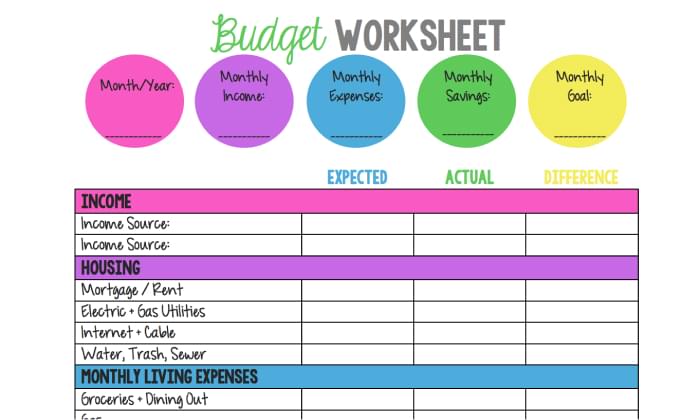 Budget WORKSHEET
Month/Year:
___________
Monthly
Income:
__________
Monthly
Expenses:
__________
Monthly
Savings:
__________
Monthly
Goal:
__________
EXPECTED ACTUAL DIFFERENCE
INCOME
Income Source:
Income Source:
HOUSING
Mortgage / Rent
Electric + Gas Utilities
Internet + Cable
Water, Trash, Sewer
MONTHLY LIVING EXPENSES
Groceries + Dining Out